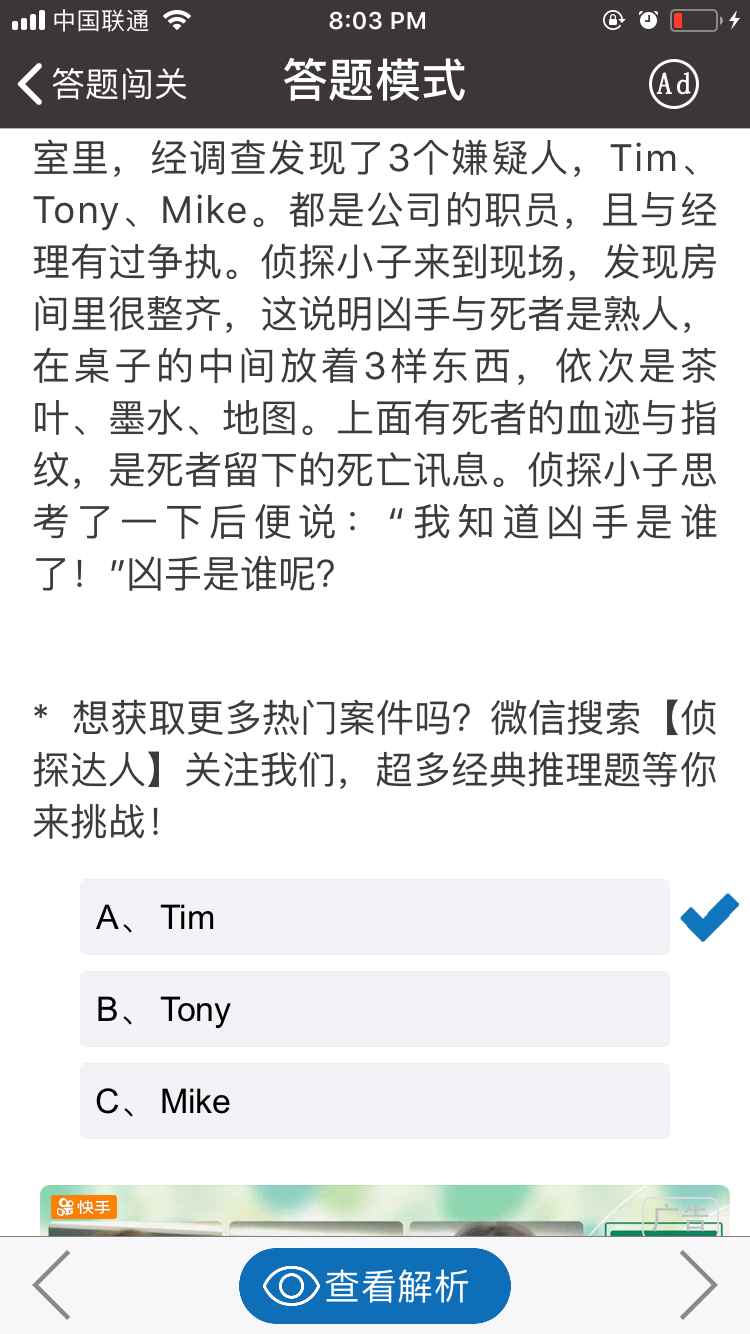 中国联通
8:03 PM
答题闯关
答题模式
Ad
室里，经调查发现了3个嫌疑人，Tim、
Tony、Mike。都是公司的职员，且与经
理有过争执。侦探小子来到现场，发现房
间里很整齐，这说明凶手与死者是熟人，
在桌子的中间放着3样东西，依次是茶
叶、墨水、地图。上面有死者的血迹与指
纹，是死者留下的死亡讯息。侦探小子思
考了一下后便说：“我知道凶手是谁
了！”凶手是谁呢?
* 想获取更多热门案件吗？微信搜索【侦
探达人】关注我们，超多经典推理题等你
来挑战！
A、 Tim
B、 Tony
C、 Mike
快手
广告
查看解析